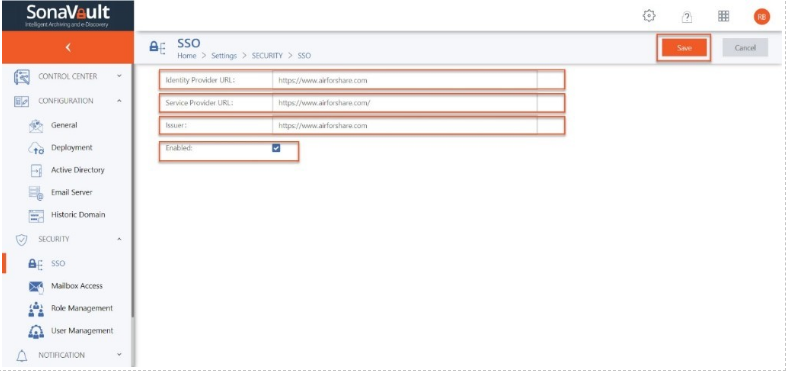 SonaVault
Intelligent Archiving and e-Discovery
RB
SSO
Home > Settings > SECURITY > SSO
Save
Cancel
CONTROL CENTER
CONFIGURATION
General
Deployment
Active Directory
Email Server
Historic Domain
SECURITY
SSO
Mailbox Access
Role Management
User Management
NOTIFICATION
Identity Provider URL: https://www.airforshare.com
Service Provider URL: https://www.airforshare.com/
Issuer: https://www.airforshare.com
Enabled: